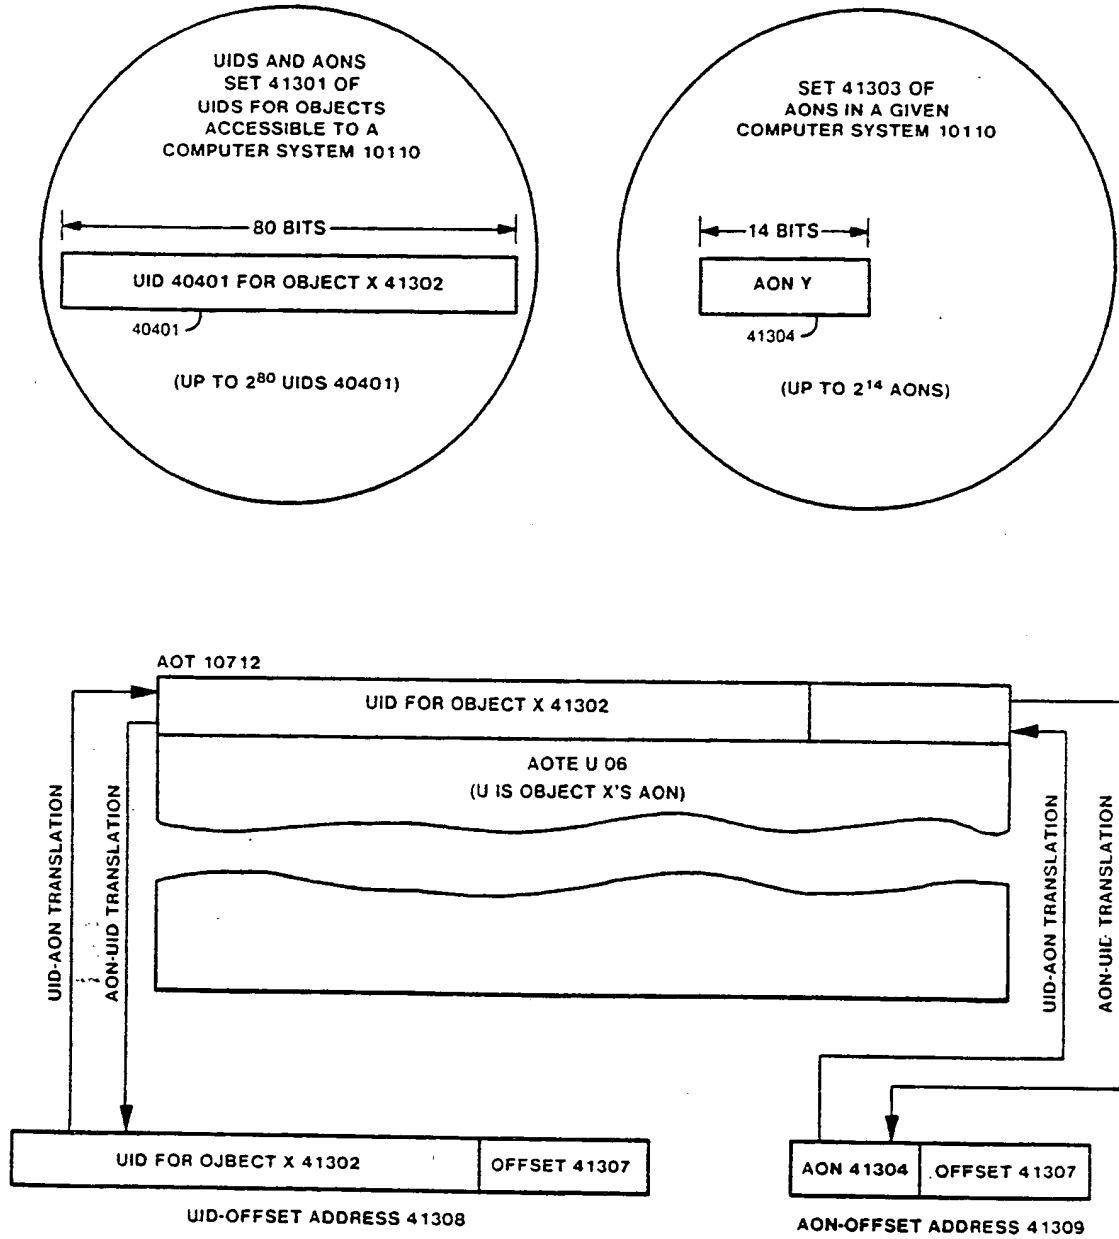 UIDS AND AONS
SET 41301 OF
UIDS FOR OBJECTS
ACCESSIBLE TO A
COMPUTER SYSTEM 10110
80 BITS
UID 40401 FOR OBJECT X 41302
40401
(UP TO 2⁸⁰ UIDS 40401)
SET 41303 OF
AONS IN A GIVEN
COMPUTER SYSTEM 10110
14 BITS
AON Y
41304
(UP TO 2¹⁴ AONS)
AOT 10712
UID FOR OBJECT X 41302
AOTE U 06
(U IS OBJECT X'S AON)
UID-AON TRANSLATION
AON-UID TRANSLATION
UID-AON TRANSLATION
AON-UID TRANSLATION
UID FOR OJBECT X 41302
OFFSET 41307
UID-OFFSET ADDRESS 41308
AON 41304
OFFSET 41307
AON-OFFSET ADDRESS 41309